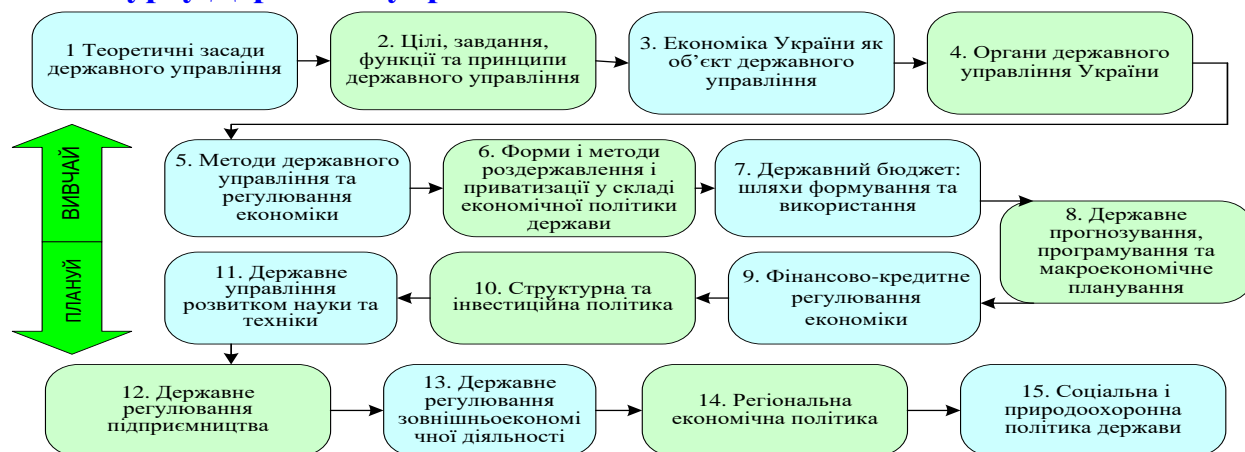 1 Теоретичні засади
державного управління
2. Цілі, завдання,
функції та принципи
державного управління
3. Економіка України як
об’єкт державного
управління
4. Органи державного
управління України
ВИВЧАЙ
ПЛАНУЙ
5. Методи державного
управління та
регулювання
економіки
6. Форми і методи
роздержавлення і
приватизації у складі
економічної політики
держави
7. Державний бюджет:
шляхи формування та
використання
8. Державне
прогнозування,
програмування та
макроекономічне
планування
9. Фінансово-кредитне
регулювання
економіки
10. Структурна та
інвестиційна політика
11. Державне
управління
розвитком науки та
техніки
12. Державне
регулювання
підприємництва
13. Державне
регулювання
зовнішньоекономі
чної діяльності
14. Регіональна
економічна політика
15. Соціальна і
природоохоронна
політика держави